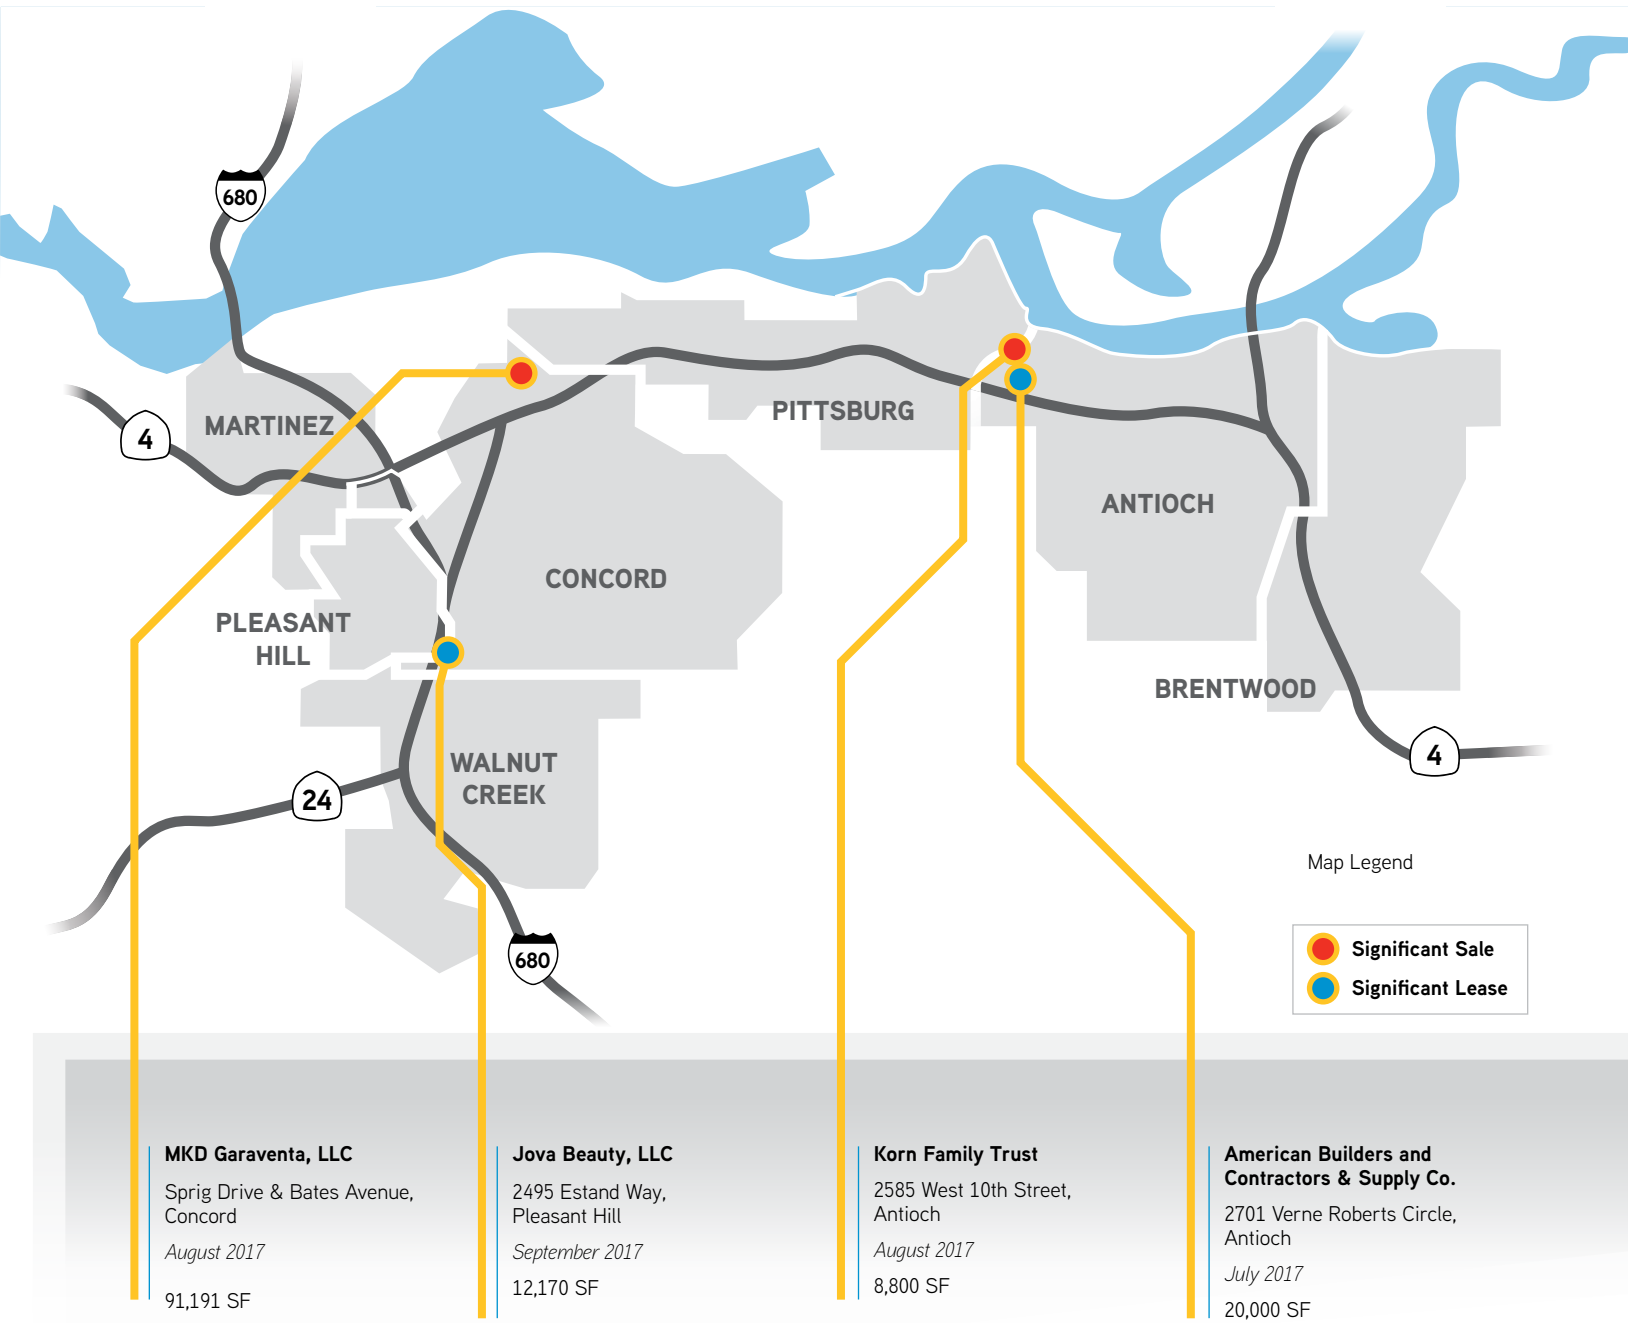 680
4
MARTINEZ
PITTSBURG
ANTIOCH
CONCORD
PLEASANT
HILL
BRENTWOOD
WALNUT
CREEK
24
4
680
Map Legend
Significant Sale
Significant Lease
MKD Garaventa, LLC
Sprig Drive & Bates Avenue,
Concord
August 2017
91,191 SF
Jova Beauty, LLC
2495 Estand Way,
Pleasant Hill
September 2017
12,170 SF
Korn Family Trust
2585 West 10th Street,
Antioch
August 2017
8,800 SF
American Builders and
Contractors & Supply Co.
2701 Verne Roberts Circle,
Antioch
July 2017
20,000 SF